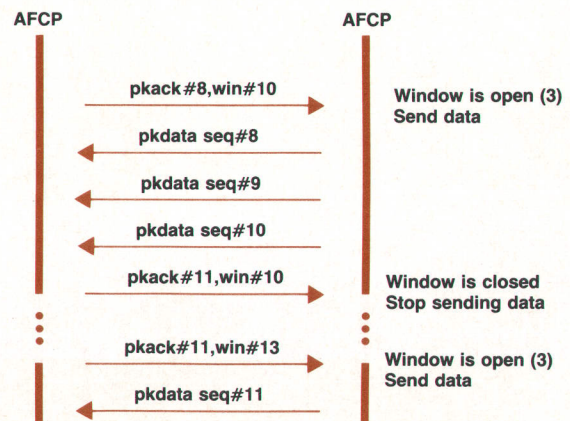 AFCP
AFCP
pkack#8,win#10
Window is open (3)
Send data
pkdata seq#8
pkdata seq#9
pkdata seq#10
pkack#11,win#10
Window is closed
Stop sending data
pkack#11,win#13
Window is open (3)
Send data
pkdata seq#11